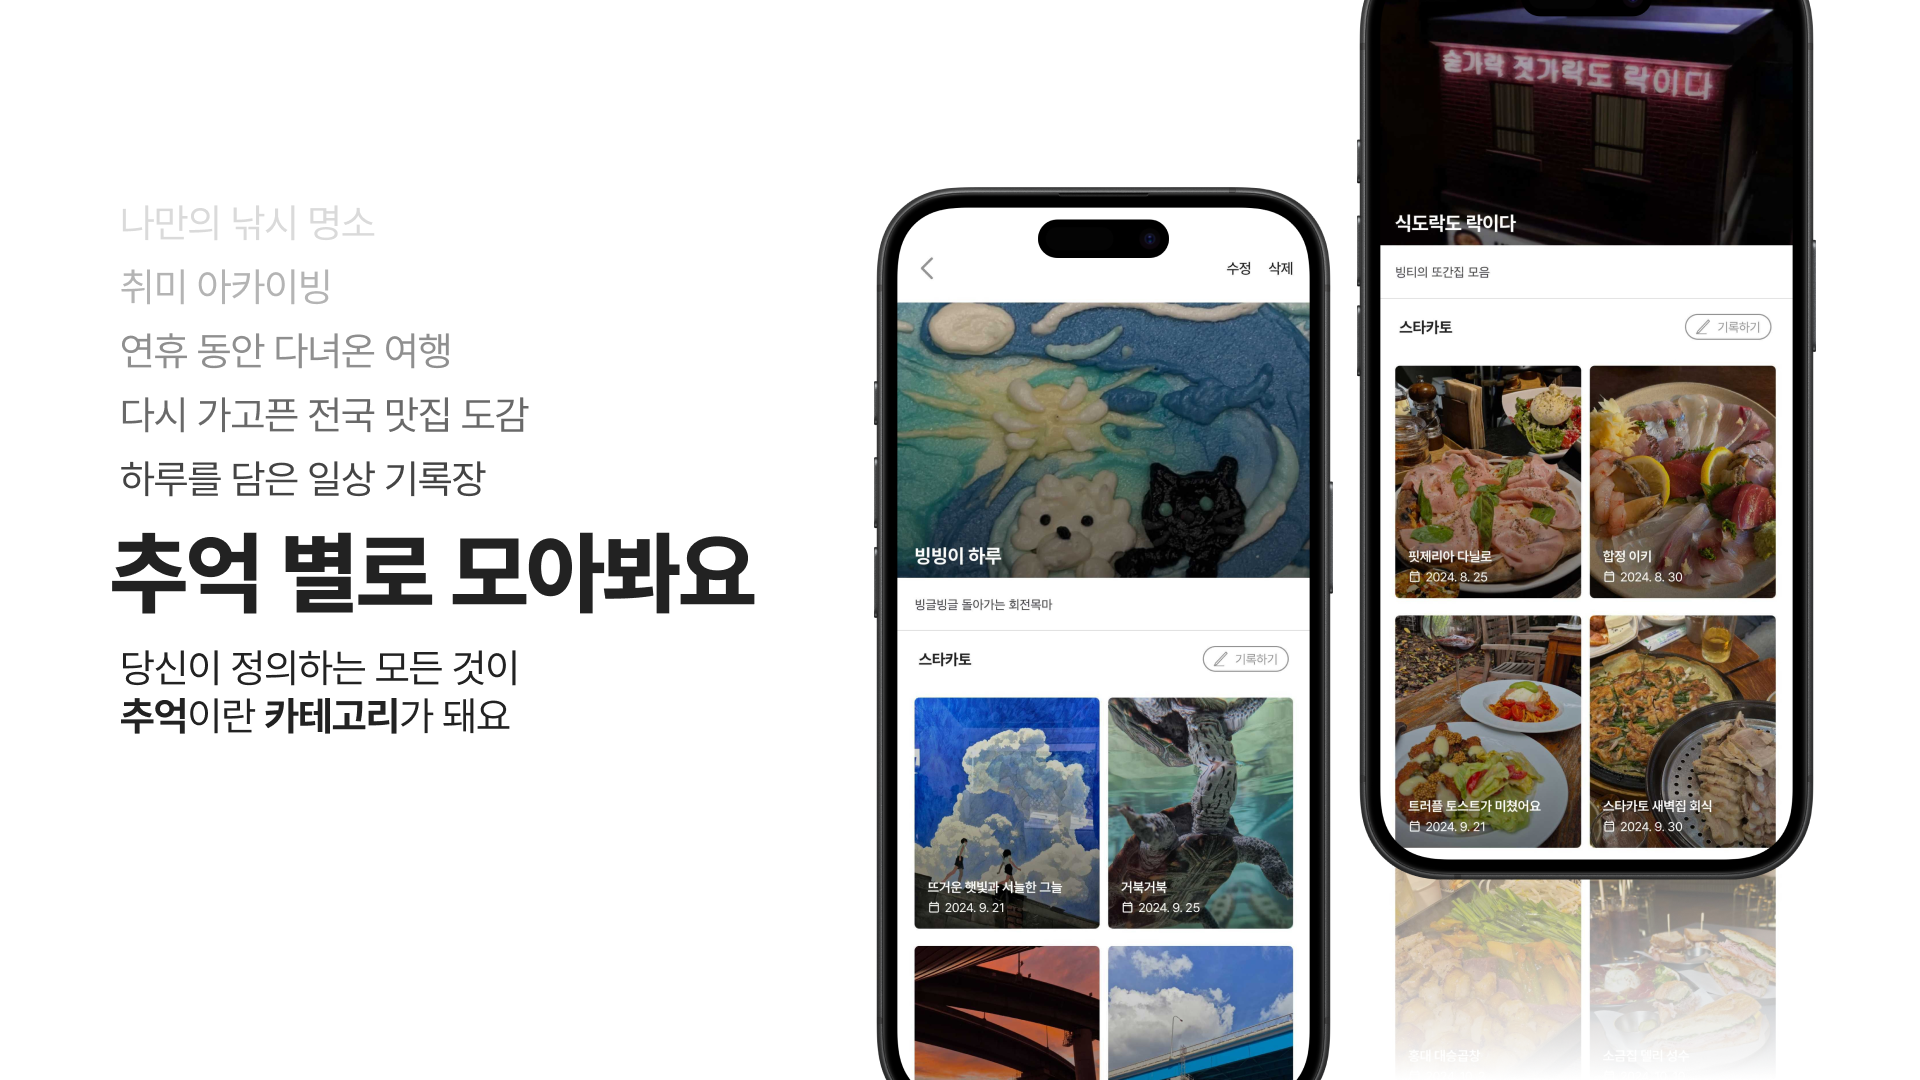 나만의 낚시 명소
취미 아카이빙
연휴 동안 다녀온 여행
다시 가고픈 전국 맛집 도감
하루를 담은 일상 기록장
추억 별로 모아봐요
당신이 정의하는 모든 것이
추억이란 카테고리가 돼요
수정 삭제
빙빙이 하루
빙글빙글 돌아가는 회전목마
스타카토
기록하기
뜨거운 햇빛과 서늘한 그늘
2024. 9. 21
거북거북
2024. 9. 25
숟가락 젓가락도 락이다
식도락도 락이다
빙티의 또간집 모음
스타카토
기록하기
핏제리아 다닐로
2024. 8. 25
합정 이키
2024. 8. 30
트러플 토스트가 미쳤어요
2024. 9. 21
스타카토 새벽집 회식
2024. 9. 30